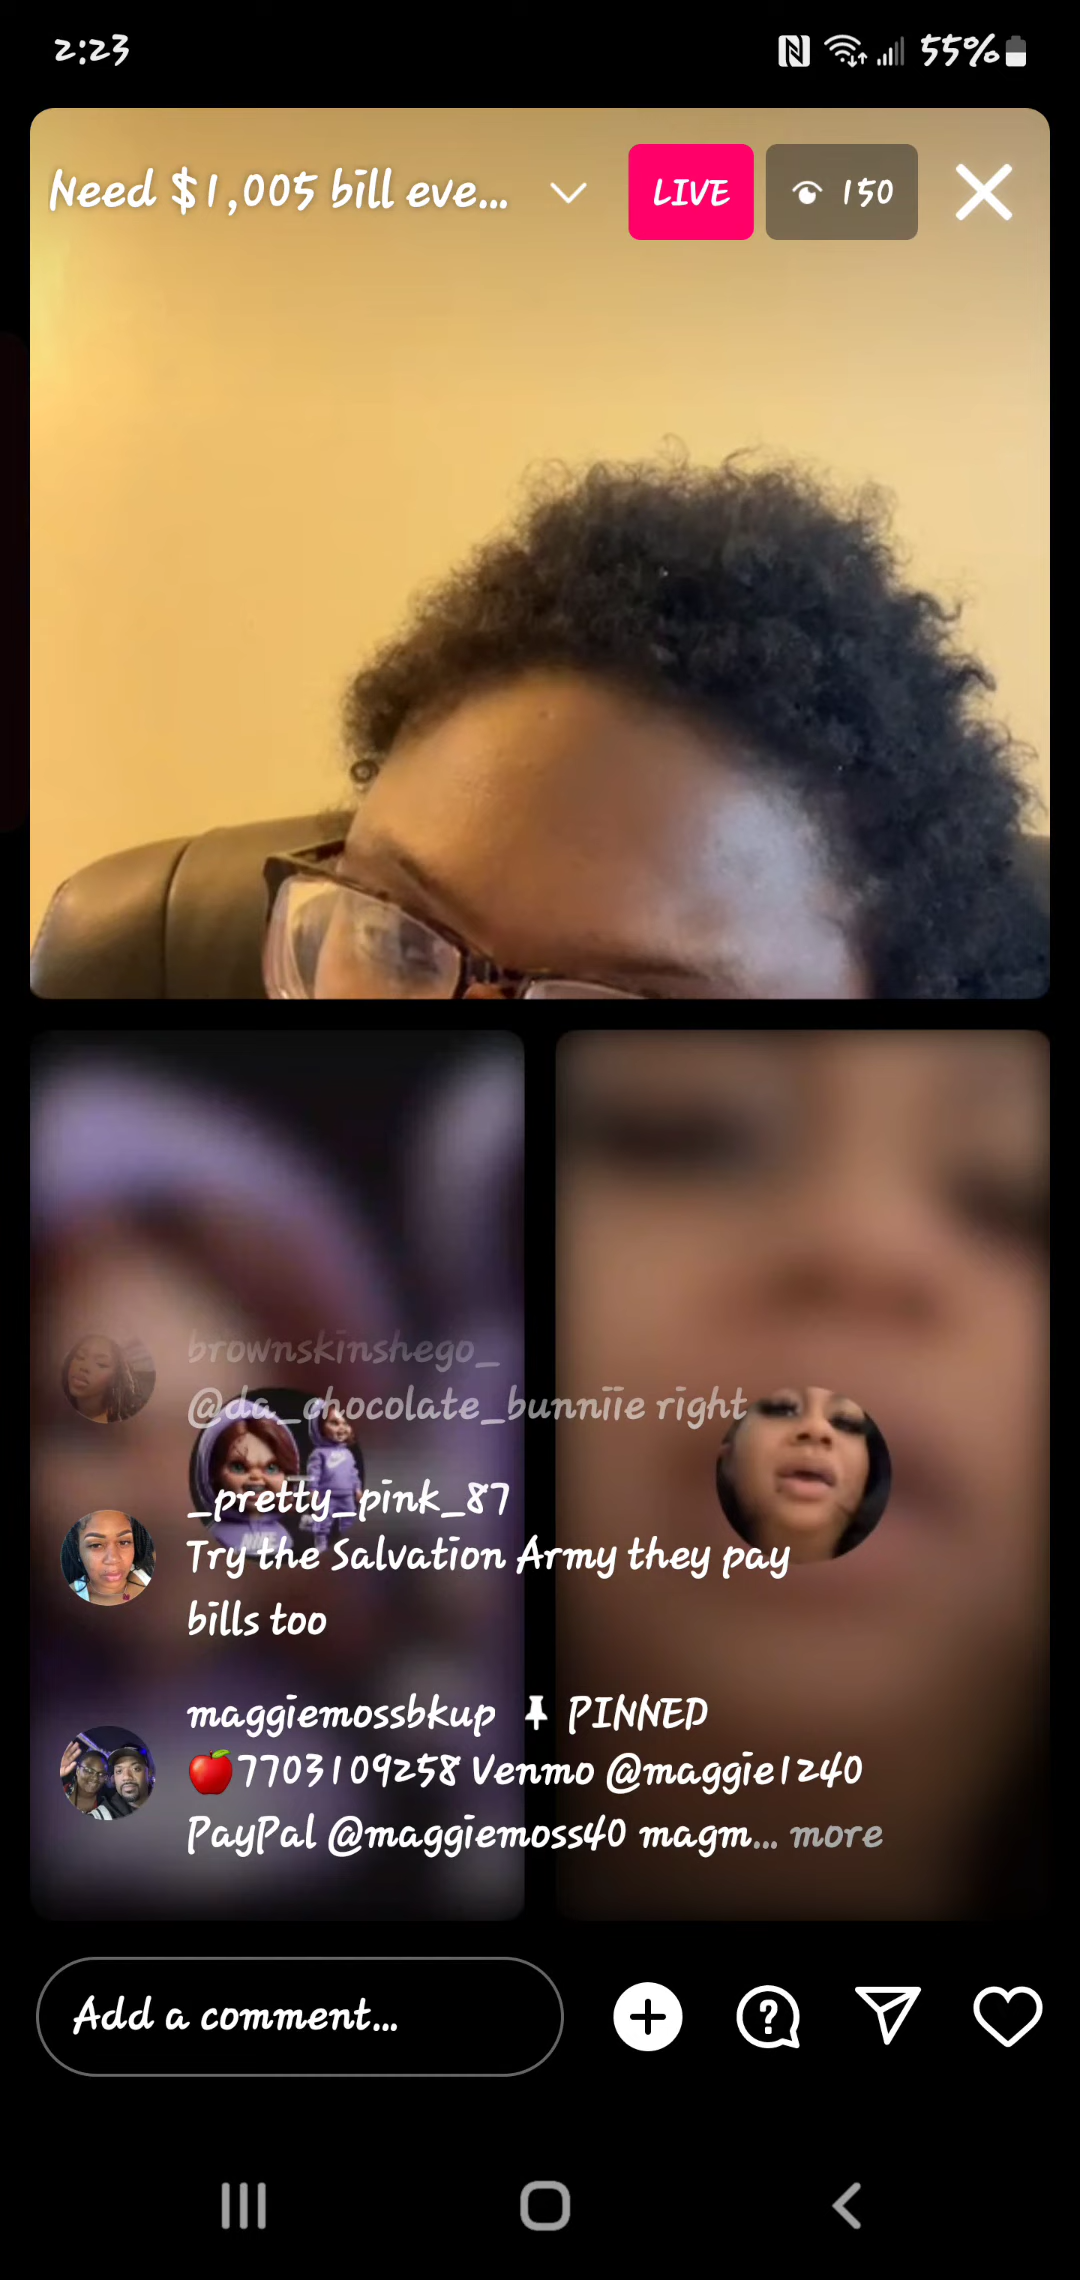 2:23 55%
Need $1,005 bill eve... LIVE 150
brownskinshego_
@da_chocolate_bunniie right
_pretty_pink_87
Try the Salvation Army they pay
bills too
maggiemossbkup PINNED
🍎7703109258 Venmo @maggie1240
PayPal @maggiemoss40 magm... more
Add a comment...